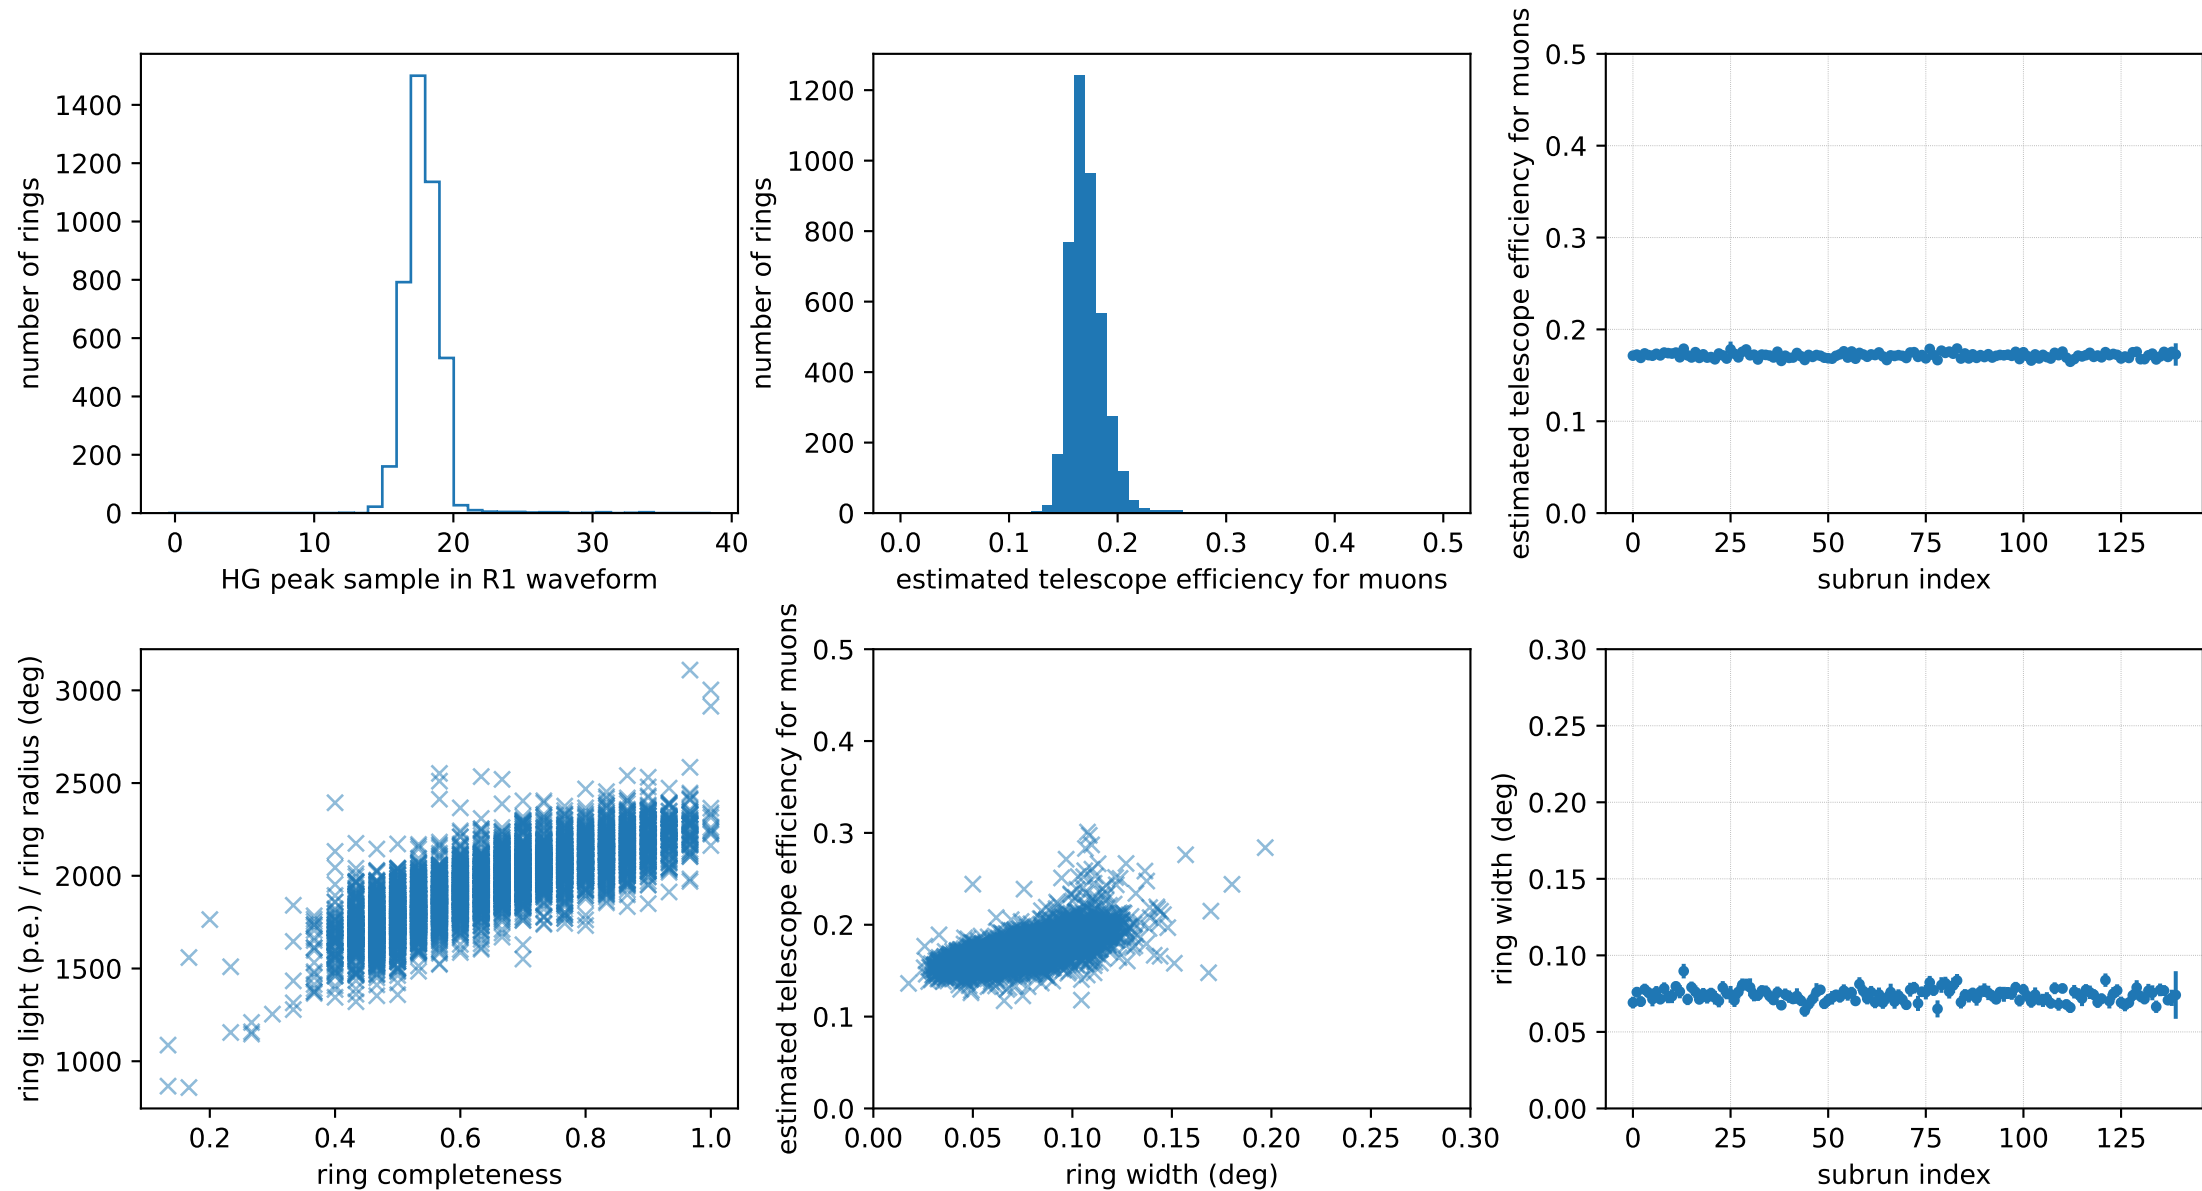 number of rings
1400
1200
1000
800
600
400
200
0
0 10 20 30 40
HG peak sample in R1 waveform
number of rings
1200
1000
800
600
400
200
0
0.0 0.1 0.2 0.3 0.4 0.5
estimated telescope efficiency for muons
estimated telescope efficiency for muons
0.5
0.4
0.3
0.2
0.1
0.0
0 25 50 75 100 125
subrun index
ring light (p.e.) / ring radius (deg)
3000
2500
2000
1500
1000
0.2 0.4 0.6 0.8 1.0
ring completeness
estimated telescope efficiency for muons
0.5
0.4
0.3
0.2
0.1
0.0
0.00 0.05 0.10 0.15 0.20 0.25 0.30
ring width (deg)
ring width (deg)
0.30
0.25
0.20
0.15
0.10
0.05
0.00
0 25 50 75 100 125
subrun index